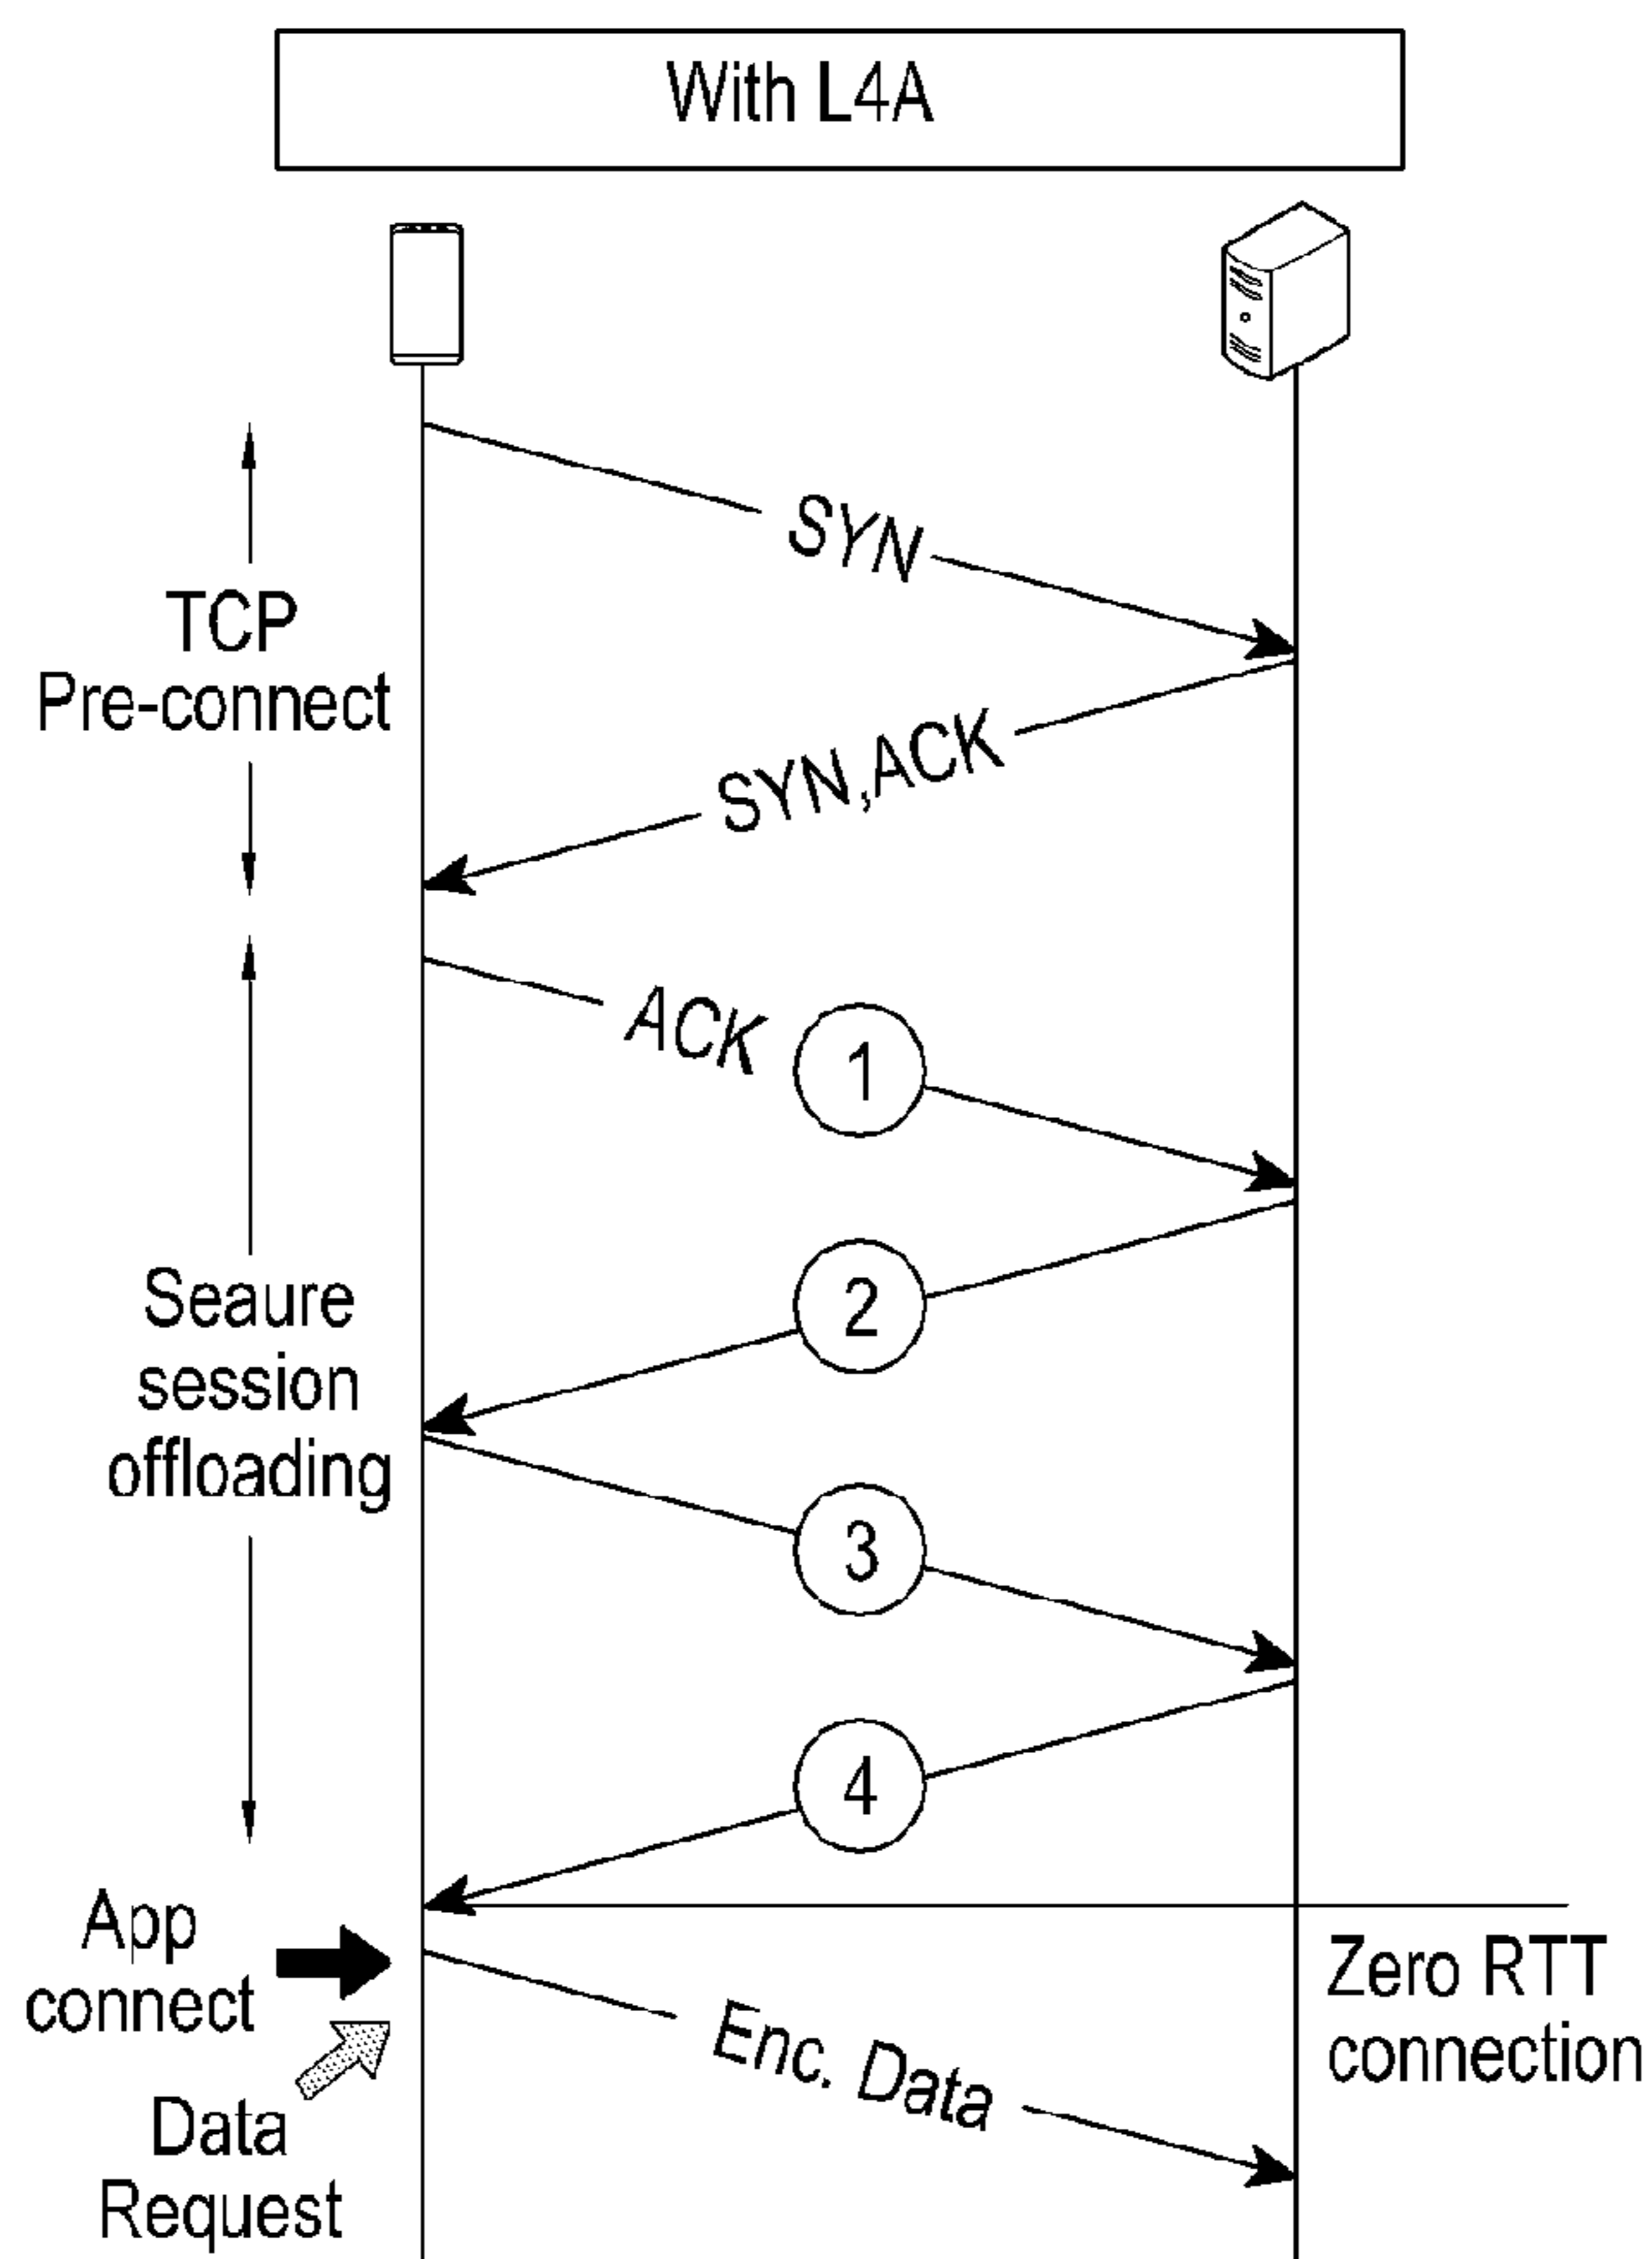 With L4A
SYN
TCP
Pre-connect
SYN,ACK
ACK 1
2
Seaure
session
offloading
3
4
App
connect
Zero RTT
connection
Enc. Data
Data
Request